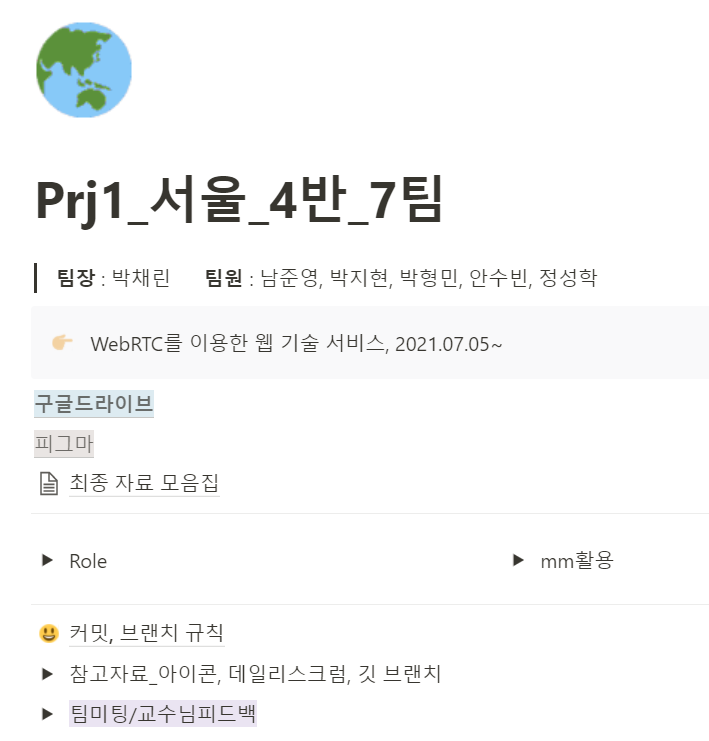 Prj1_서울_4반_7팀
팀장 : 박채린 팀원 : 남준영, 박지현, 박형민, 안수빈, 정성학
WebRTC를 이용한 웹 기술 서비스, 2021.07.05~
구글드라이브
피그마
최종 자료 모음집
Role
mm활용
커밋, 브랜치 규칙
참고자료_아이콘, 데일리스크럼, 깃 브랜치
팀미팅/교수님피드백